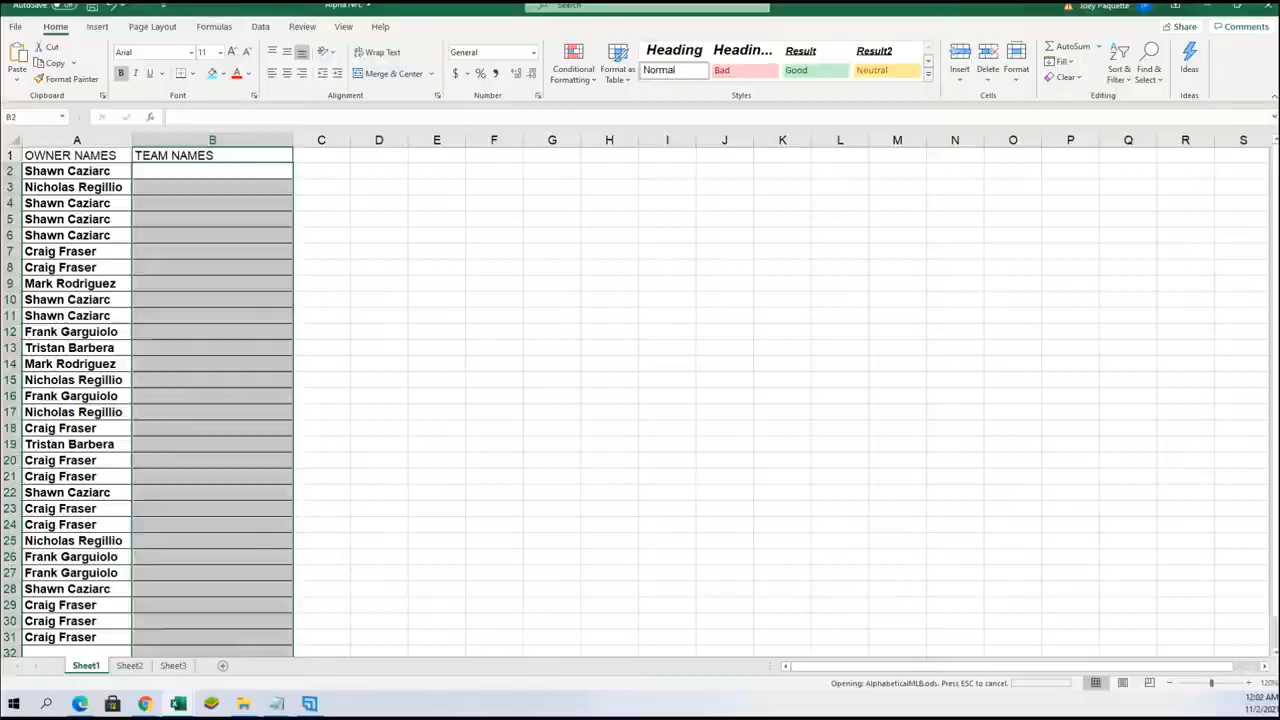 AutoSave Off Alpha NFL Search Joey Paquette
File Home Insert Page Layout Formulas Data Review View Help Share Comments
Cut Arial 11 Wrap Text General Heading Headin... Result Result2 AutoSum
Copy Fill
Paste Format Painter Merge & Center Conditional Formatting Format as Table Normal Bad Good Neutral Insert Delete Format Clear Sort & Filter Find & Select Ideas
Clipboard Font Alignment Number Styles Cells Editing Ideas
B2 fx
A B C D E F G H I J K L M N O P Q R S
1 OWNER NAMES TEAM NAMES
2 Shawn Caziarc
3 Nicholas Regillio
4 Shawn Caziarc
5 Shawn Caziarc
6 Shawn Caziarc
7 Craig Fraser
8 Craig Fraser
9 Mark Rodriguez
10 Shawn Caziarc
11 Shawn Caziarc
12 Frank Garguiolo
13 Tristan Barbera
14 Mark Rodriguez
15 Nicholas Regillio
16 Frank Garguiolo
17 Nicholas Regillio
18 Craig Fraser
19 Tristan Barbera
20 Craig Fraser
21 Craig Fraser
22 Shawn Caziarc
23 Craig Fraser
24 Craig Fraser
25 Nicholas Regillio
26 Frank Garguiolo
27 Frank Garguiolo
28 Shawn Caziarc
29 Craig Fraser
30 Craig Fraser
31 Craig Fraser
32
Sheet1 Sheet2 Sheet3
Opening: AlphabeticalMLB.ods. Press ESC to cancel. 120%
12:02 AM
11/2/202